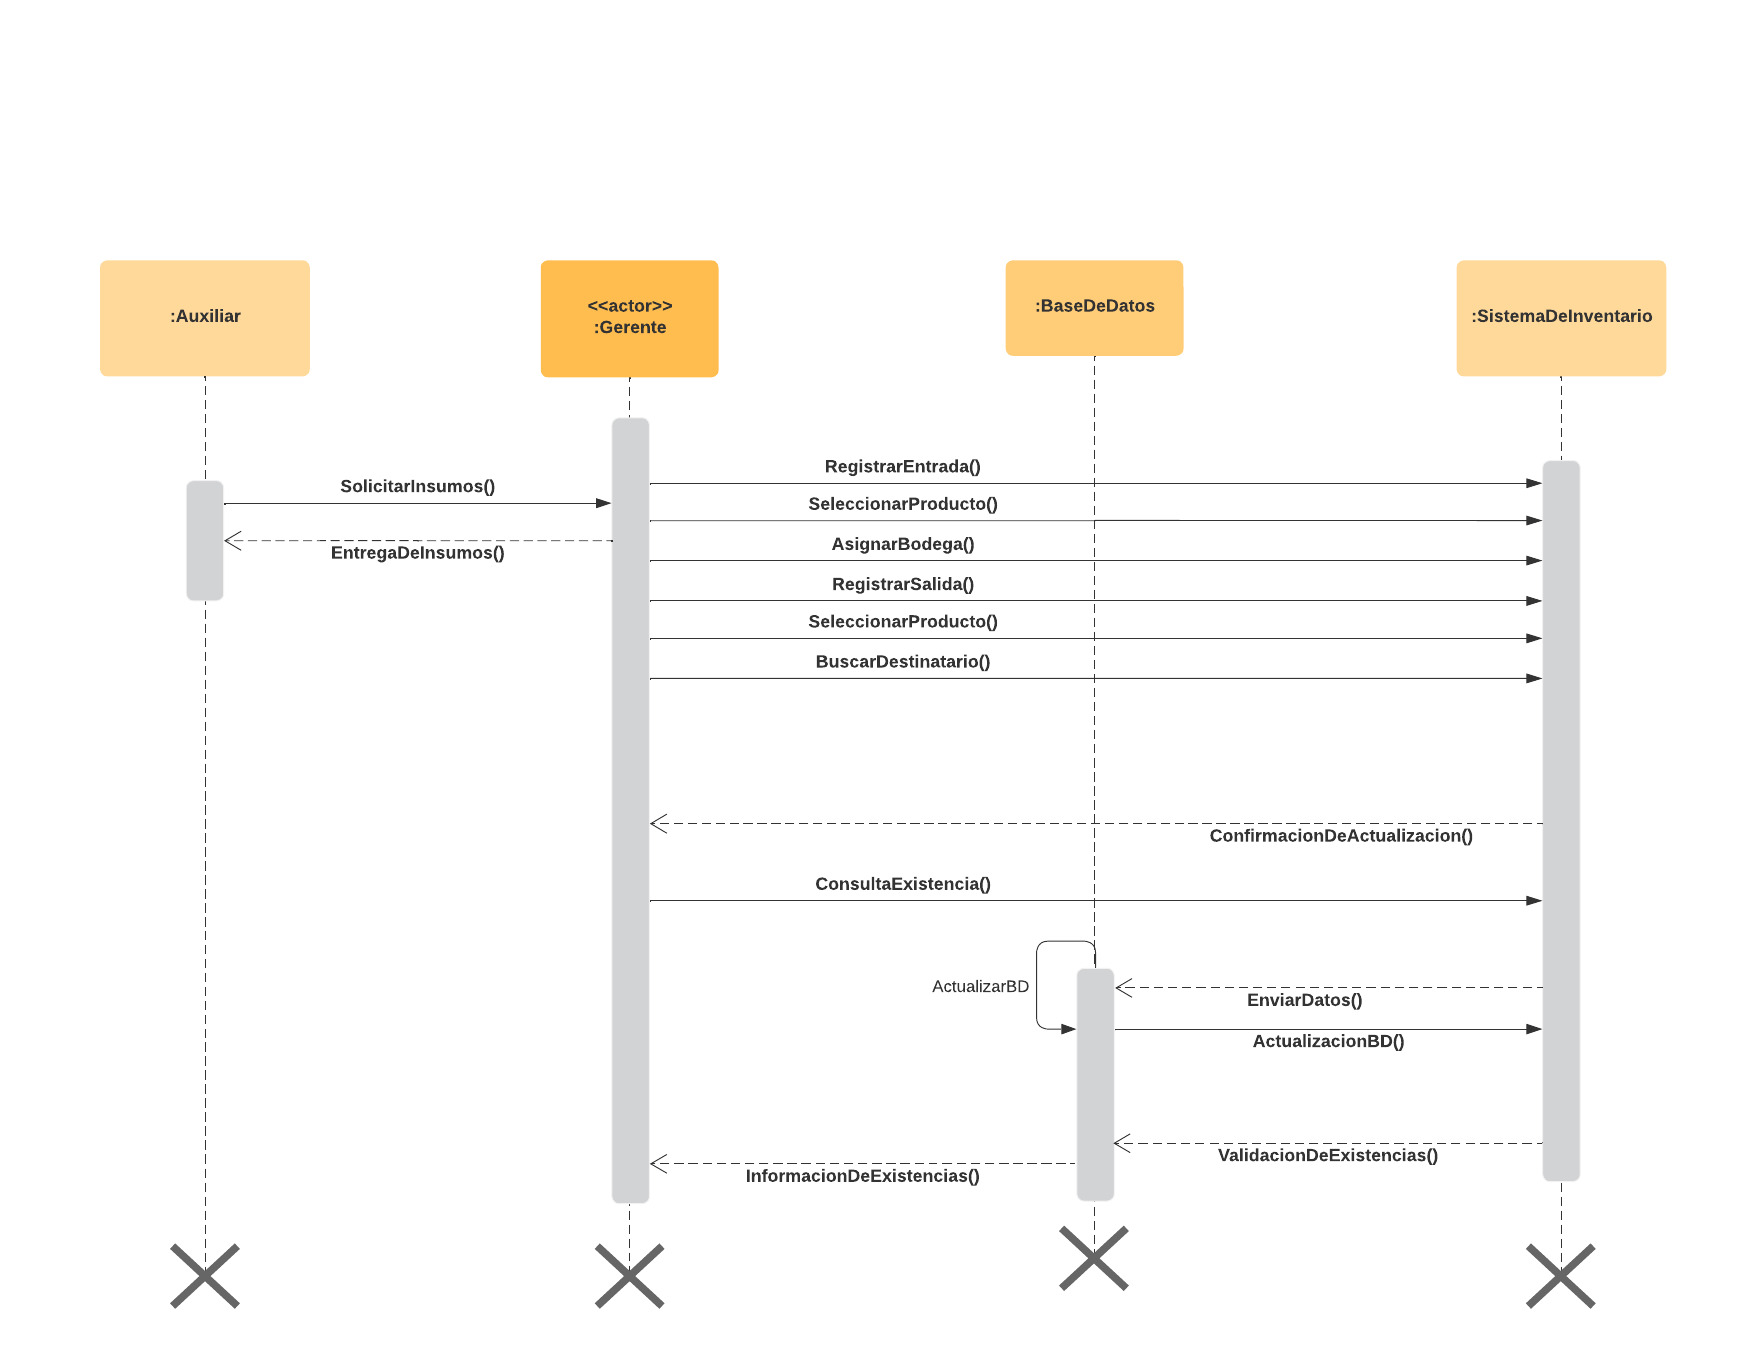 :Auxiliar
<<actor>>
:Gerente
:BaseDeDatos
:SistemaDeInventario
RegistrarEntrada()
SolicitarInsumos()
SeleccionarProducto()
AsignarBodega()
EntregaDeInsumos()
RegistrarSalida()
SeleccionarProducto()
BuscarDestinatario()
ConfirmacionDeActualizacion()
ConsultaExistencia()
ActualizarBD
EnviarDatos()
ActualizacionBD()
ValidacionDeExistencias()
InformacionDeExistencias()